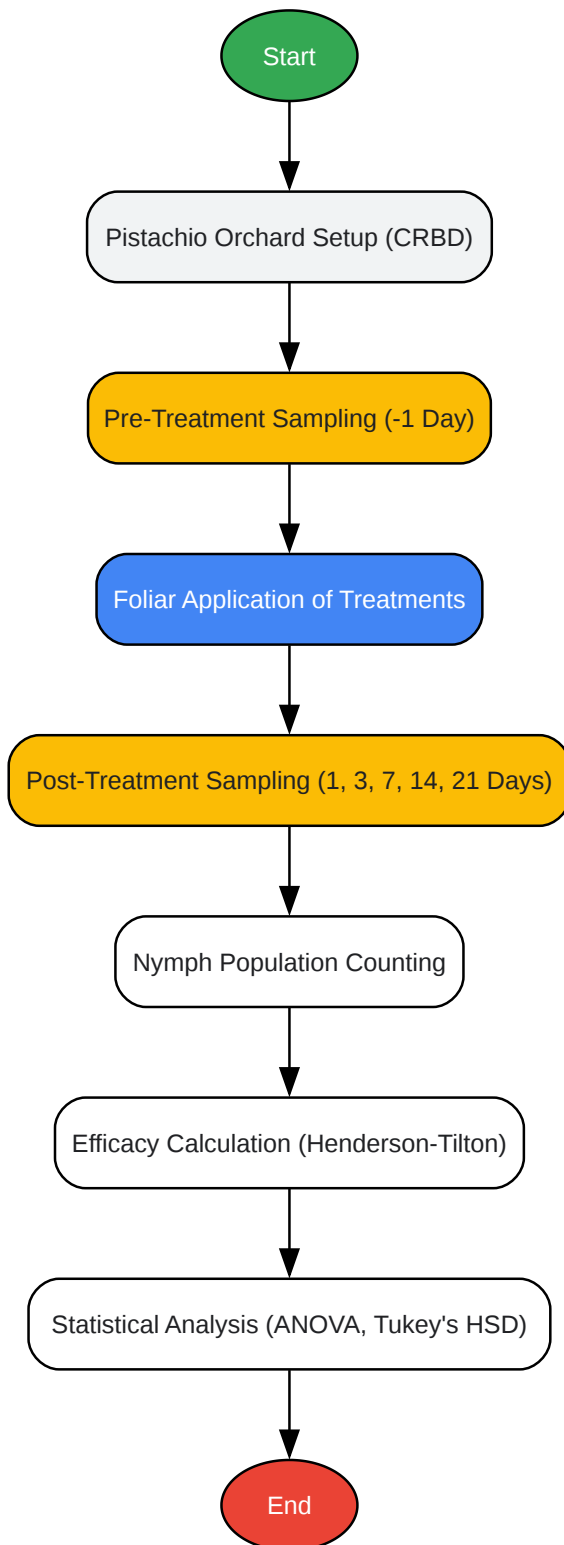 Start
Pistachio Orchard Setup (CRBD)
Pre-Treatment Sampling (-1 Day)
Foliar Application of Treatments
Post-Treatment Sampling (1, 3, 7, 14, 21 Days)
Nymph Population Counting
Efficacy Calculation (Henderson-Tilton)
Statistical Analysis (ANOVA, Tukey's HSD)
End